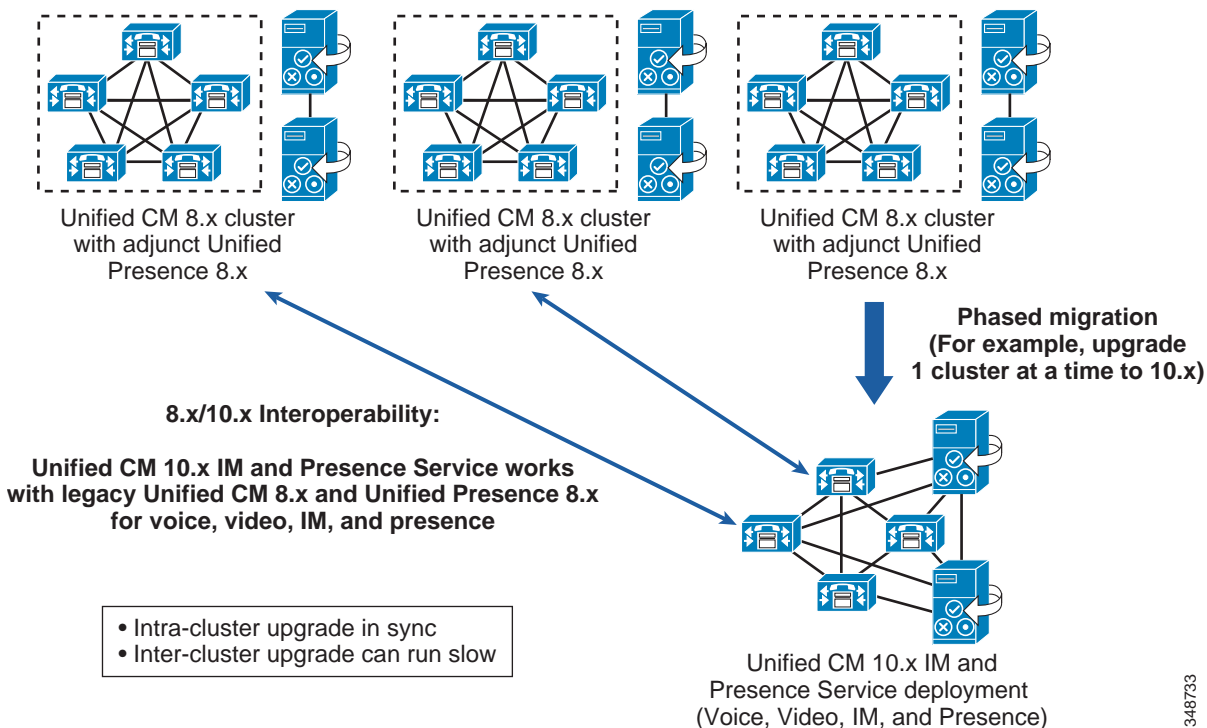 Unified CM 8.x cluster
with adjunct Unified
Presence 8.x
Unified CM 8.x cluster
with adjunct Unified
Presence 8.x
Unified CM 8.x cluster
with adjunct Unified
Presence 8.x
Phased migration
(For example, upgrade
1 cluster at a time to 10.x)
8.x/10.x Interoperability:
Unified CM 10.x IM and Presence Service works
with legacy Unified CM 8.x and Unified Presence 8.x
for voice, video, IM, and presence
• Intra-cluster upgrade in sync
• Inter-cluster upgrade can run slow
Unified CM 10.x IM and
Presence Service deployment
(Voice, Video, IM, and Presence)
348733